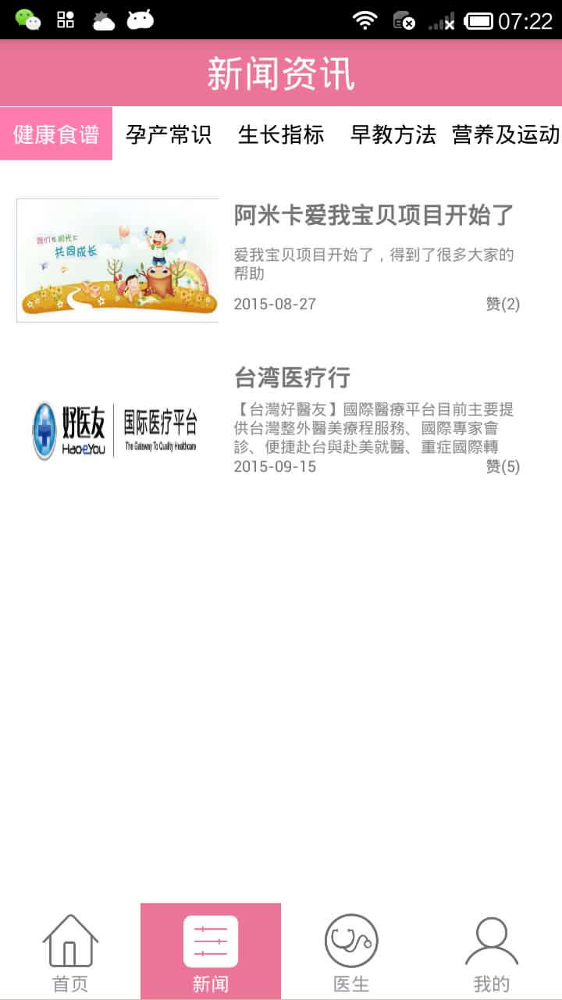 07:22
新闻资讯
健康食谱 孕产常识 生长指标 早教方法 营养及运动
我们与阳光
共同成长
阿米卡爱我宝贝项目开始了
爱我宝贝项目开始了，得到了很多大家的
帮助
2015-08-27 赞(2)
好医友
HaoeYou
国际医疗平台
The Gateway To Quality Healthcare
台湾医疗行
【台灣好醫友】國際醫療平台目前主要提
供台灣整外醫美療程服務、國際專家會
診、便捷赴台與赴美就醫、重症國際轉
2015-09-15 赞(5)
首页 新闻 医生 我的